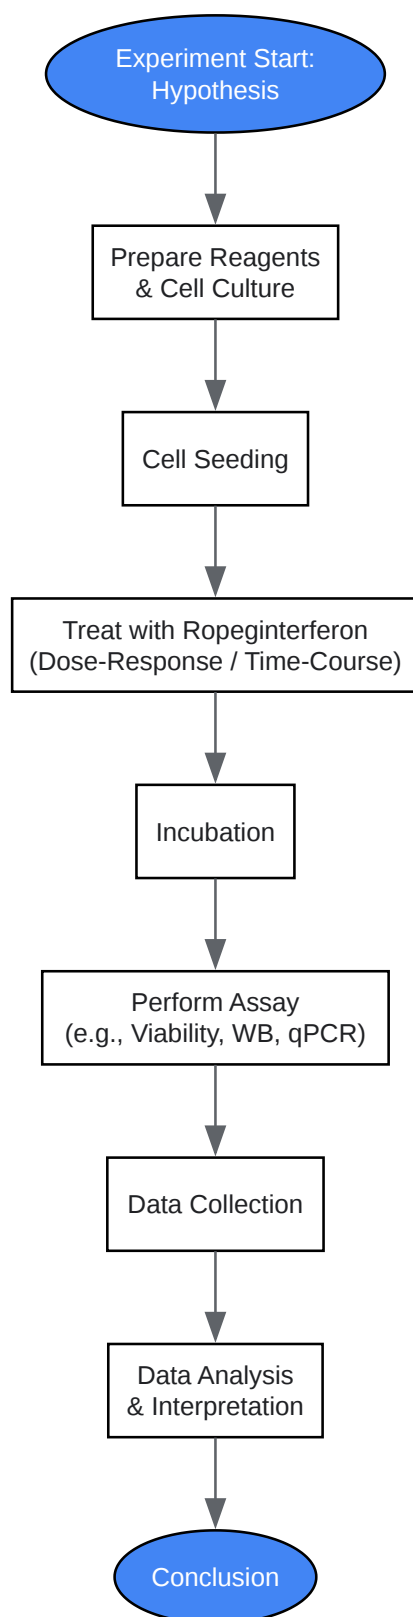 Experiment Start:
Hypothesis
Prepare Reagents
& Cell Culture
Cell Seeding
Treat with Ropeginterferon
(Dose-Response / Time-Course)
Incubation
Perform Assay
(e.g., Viability, WB, qPCR)
Data Collection
Data Analysis
& Interpretation
Conclusion